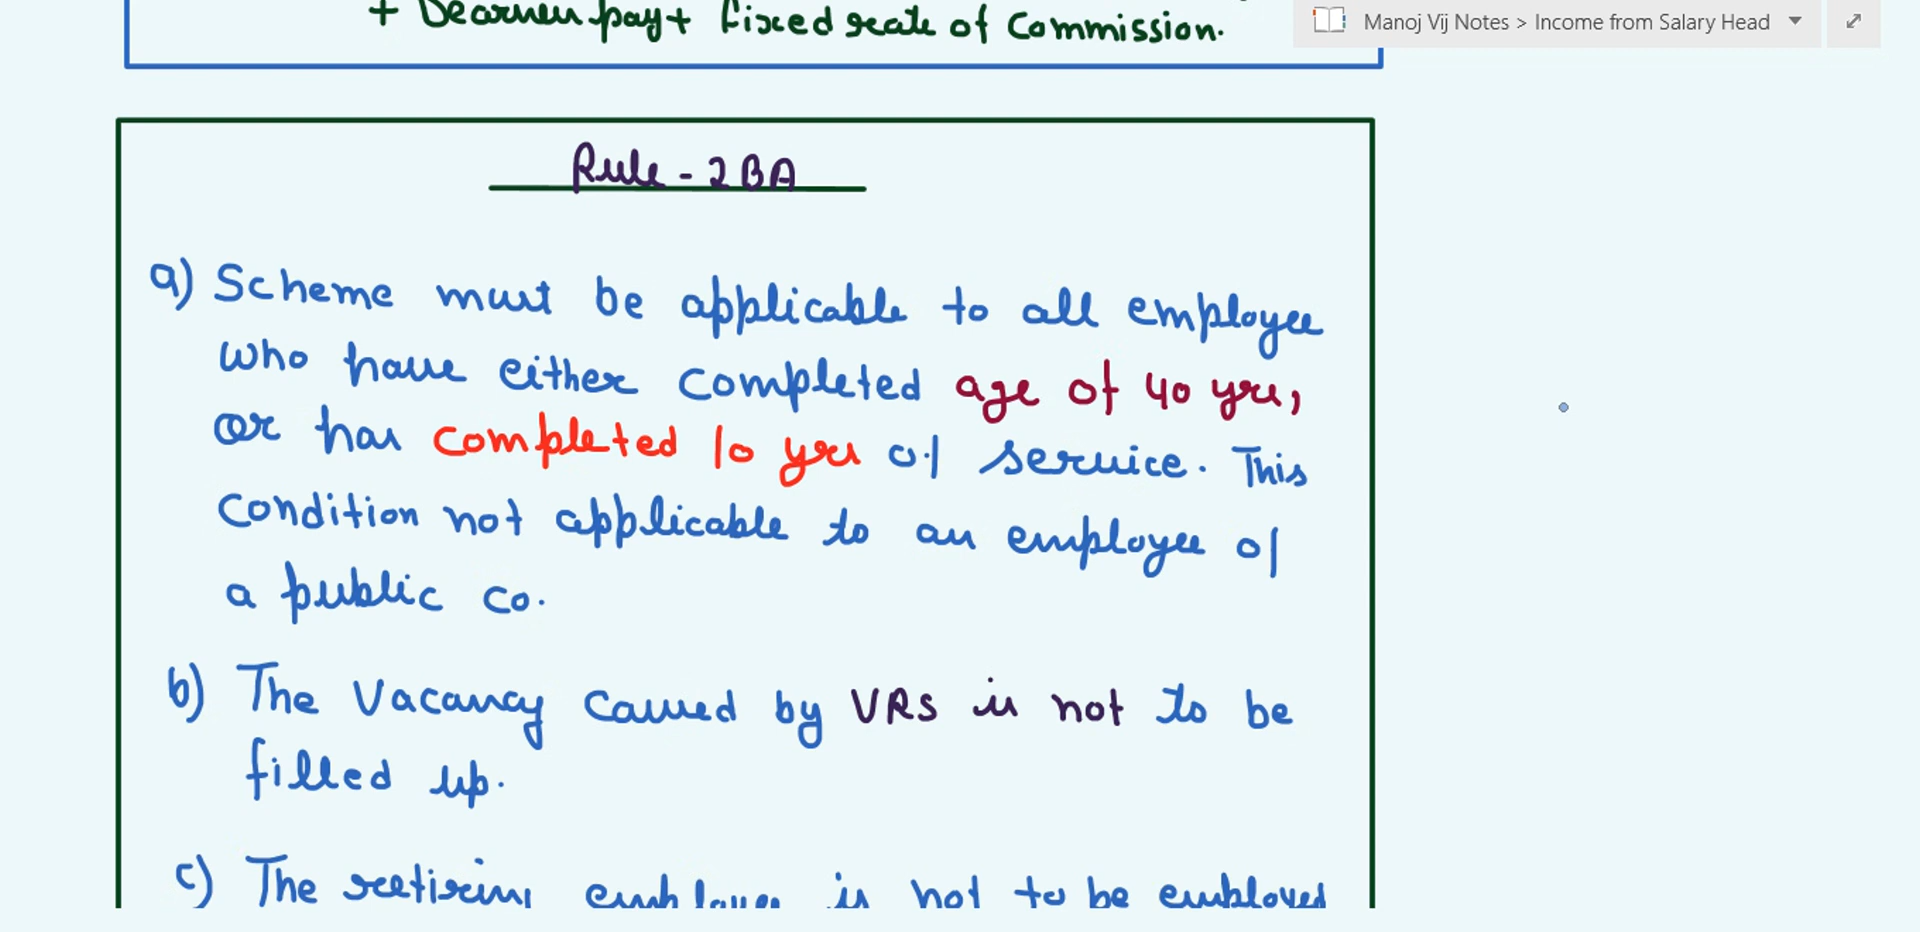 + Dearness pay + fixed rate of Commission.
Manoj Vij Notes > Income from Salary Head
Rule - 2BA
a) Scheme must be applicable to all employee
who have either completed age of 40 yrs,
or has completed 10 yrs of service. This
condition not applicable to an employee of
a public co.
b) The Vacancy caused by VRS is not to be
filled up.
c) The retiring employee is not to be employed